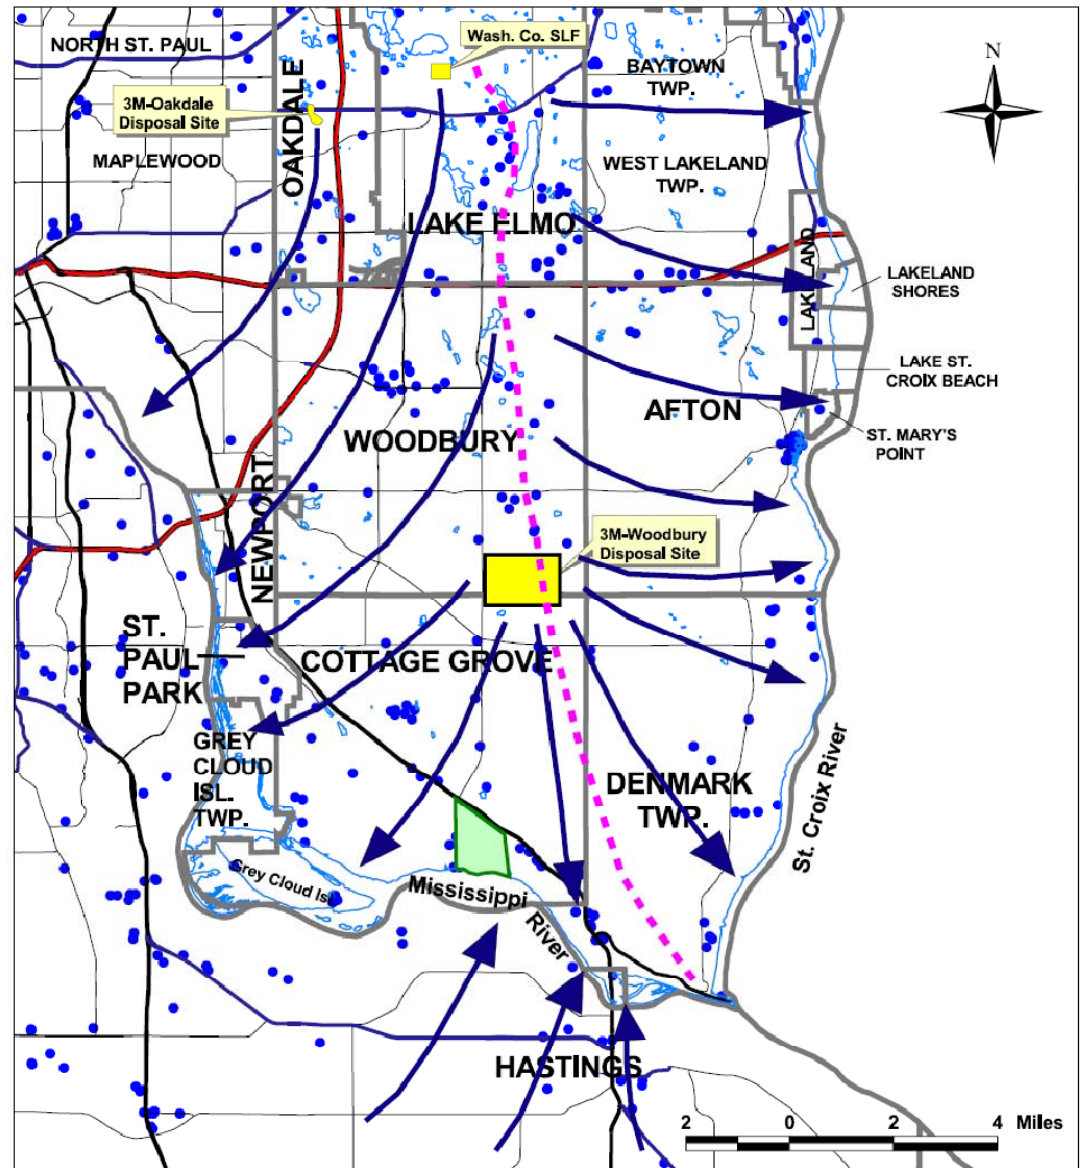 Wash. Co. SLF
N
NORTH ST. PAUL
BAYTOWN
TWP.
3M-Oakdale
Disposal Site
OAKDALE
MAPLEWOOD
WEST LAKELAND
TWP.
LAKE ELMO
LAKELAND
LAKELAND
SHORES
LAKE ST.
CROIX BEACH
AFTON
WOODBURY
ST. MARY'S
POINT
NEWPORT
3M-Woodbury
Disposal Site
ST.
PAUL
PARK
COTTAGE GROVE
GREY
CLOUD
ISL.
TWP.
DENMARK
TWP.
St. Croix River
Grey Cloud Isl.
Mississippi
River
HASTINGS
2 0 2 4 Miles